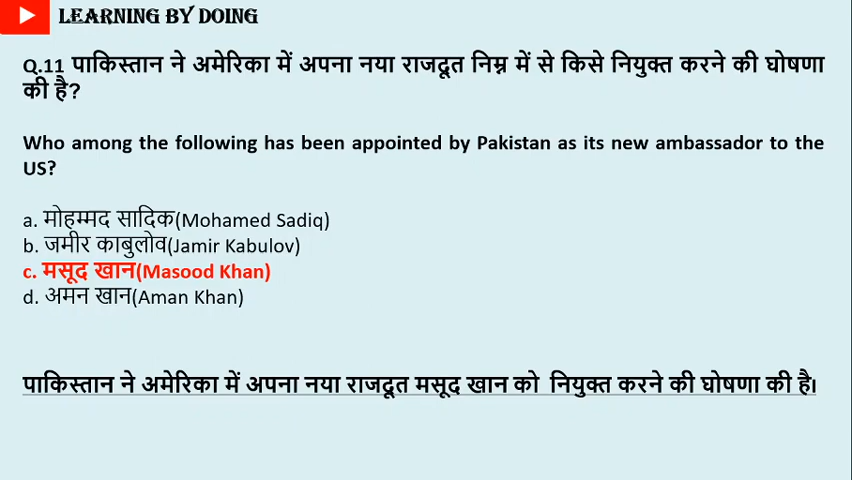 LEARNING BY DOING
Q.11 पाकिस्तान ने अमेरिका में अपना नया राजदूत निम्न में से किसे नियुक्त करने की घोषणा
की है?
Who among the following has been appointed by Pakistan as its new ambassador to the
US?
a. मोहम्मद सादिक(Mohamed Sadiq)
b. जमीर काबुलोव(Jamir Kabulov)
c. मसूद खान(Masood Khan)
d. अमन खान(Aman Khan)
पाकिस्तान ने अमेरिका में अपना नया राजदूत मसूद खान को नियुक्त करने की घोषणा की है।